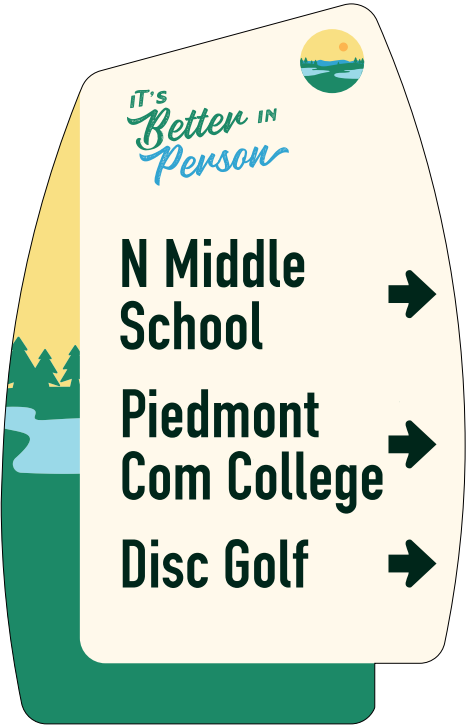 iT'S
Better IN
Person
N Middle
School
Piedmont
Com College
Disc Golf